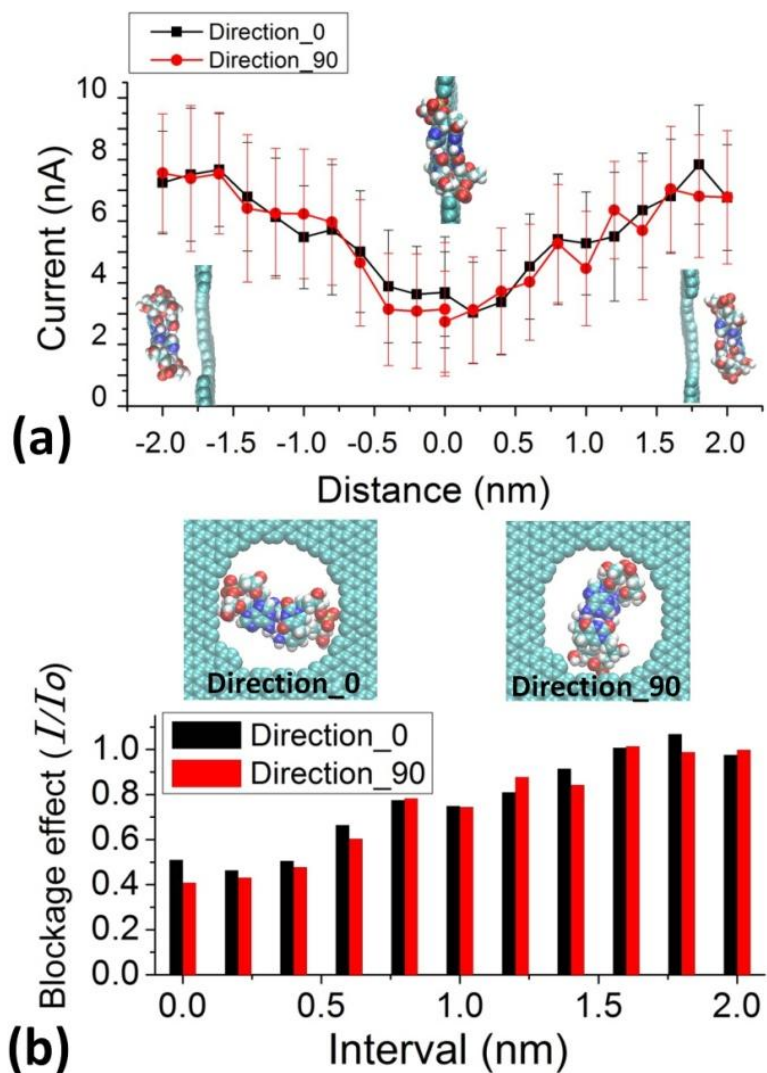 Direction_0
Direction_90
10
8
6
4
2
0
Current (nA)
-2.0 -1.5 -1.0 -0.5 0.0 0.5 1.0 1.5 2.0
Distance (nm)
(a)
Direction_0 Direction_90
Direction_0
Direction_90
1.0
0.8
0.6
0.4
0.2
0.0
Blockage effect (I/Io)
0.0 0.5 1.0 1.5 2.0
Interval (nm)
(b)